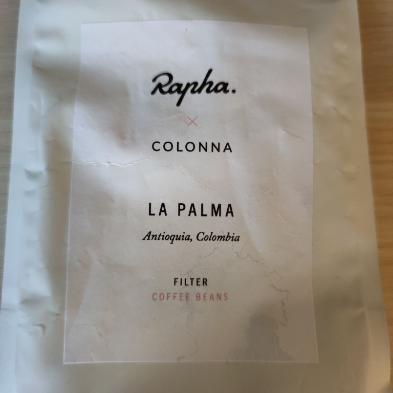 Rapha.
×
COLONNA
LA PALMA
Antioquia, Colombia
FILTER
COFFEE BEANS